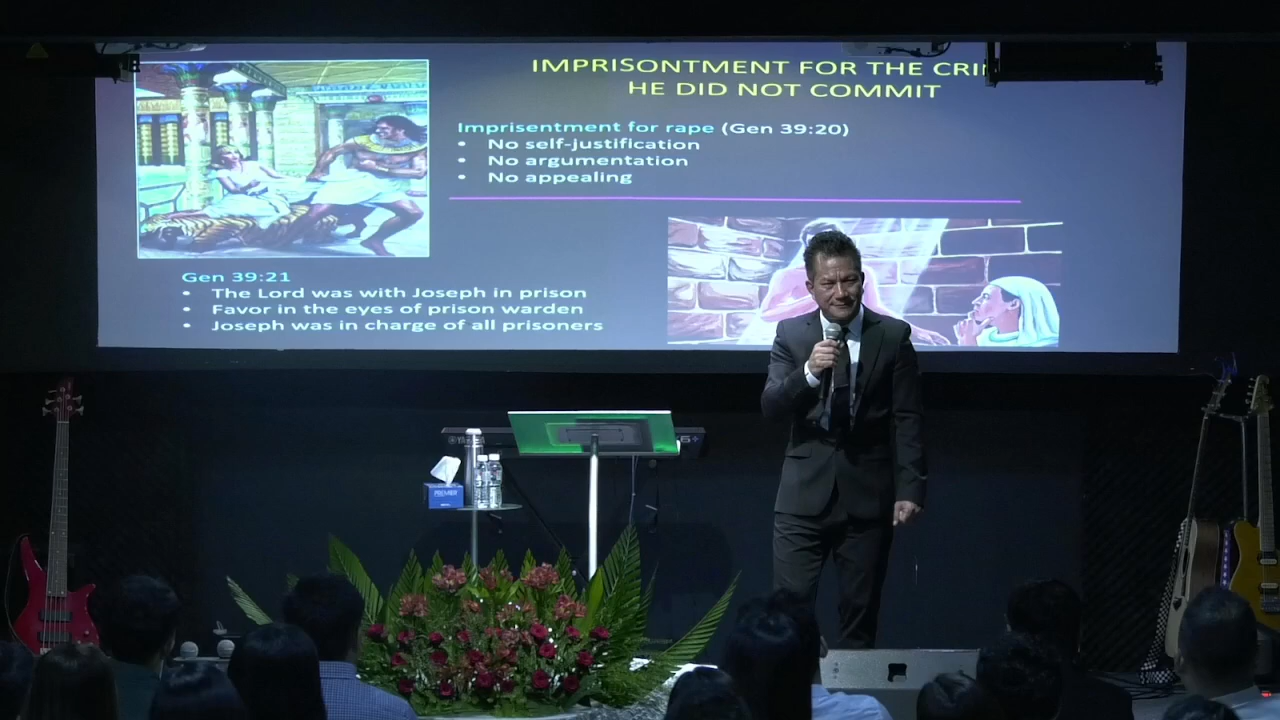 IMPRISONTMENT FOR THE CRI
HE DID NOT COMMIT
Imprisentment for rape (Gen 39:20)
• No self-justification
• No argumentation
• No appealing
Gen 39:21
• The Lord was with Joseph in prison
• Favor in the eyes of prison warden
• Joseph was in charge of all prisoners
PREMIER